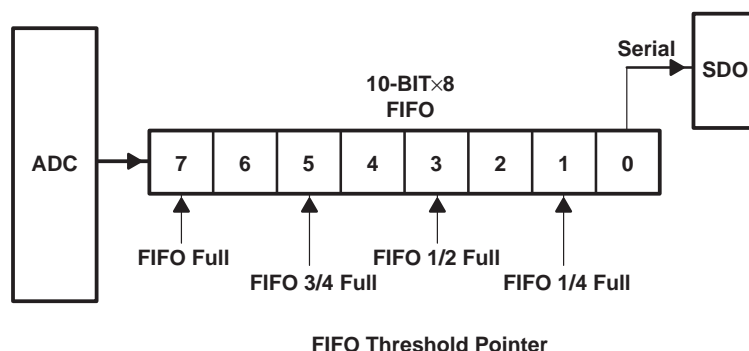 Serial
SDO
10-BIT×8
FIFO
ADC
7 6 5 4 3 2 1 0
FIFO Full
FIFO 3/4 Full
FIFO 1/2 Full
FIFO 1/4 Full
FIFO Threshold Pointer